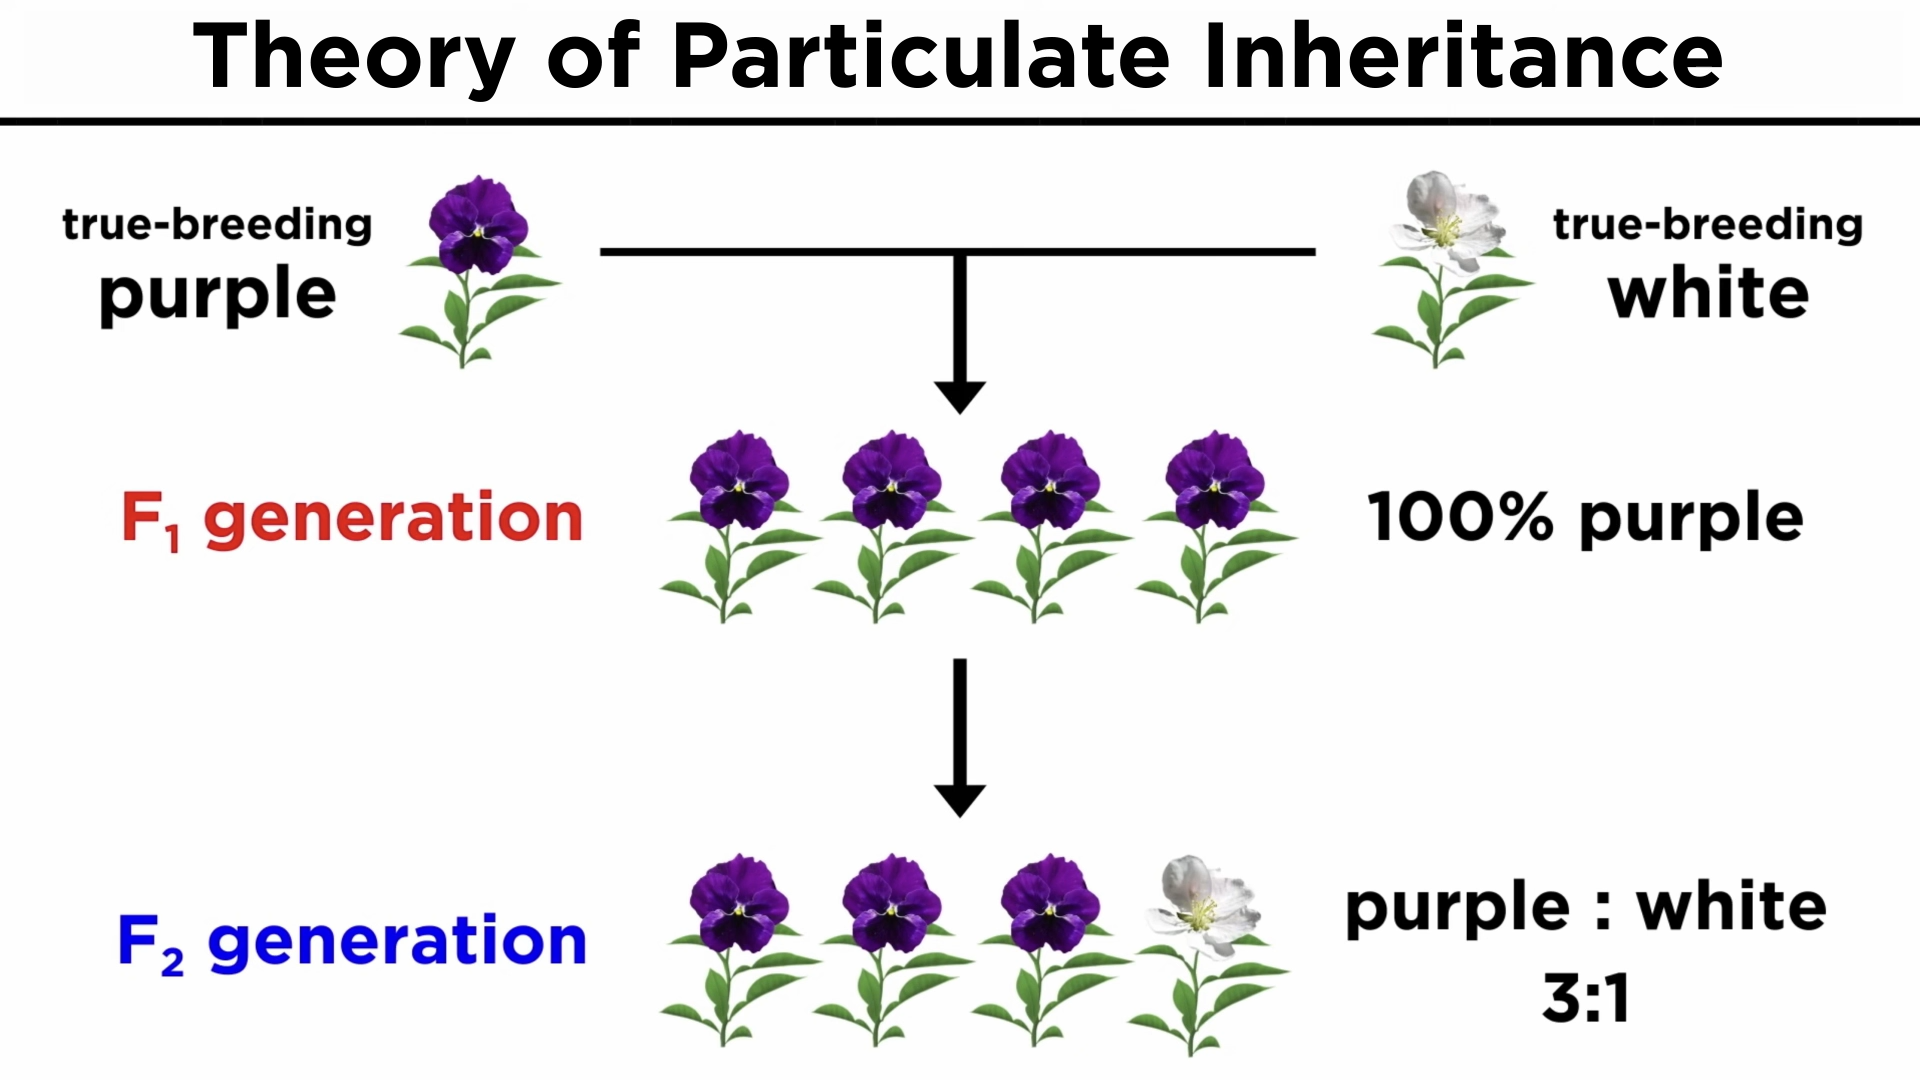 Theory of Particulate Inheritance
true-breeding
purple
true-breeding
white
F₁ generation
100% purple
F₂ generation
purple : white
3:1